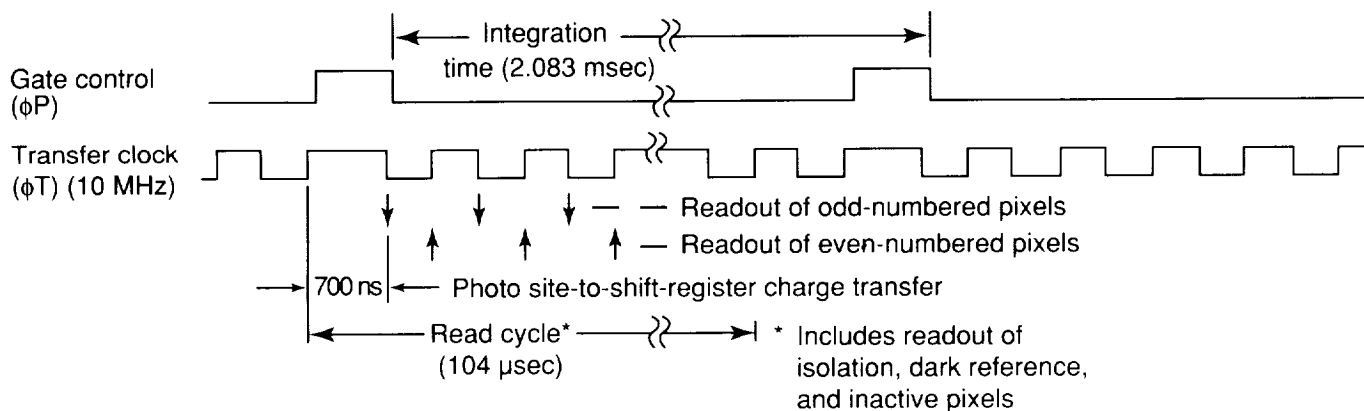 Integration
time (2.083 msec)
Gate control
(ϕP)
Transfer clock
(ϕT) (10 MHz)
Readout of odd-numbered pixels
Readout of even-numbered pixels
700 ns
Photo site-to-shift-register charge transfer
Read cycle*
(104 µsec)
* Includes readout of
isolation, dark reference,
and inactive pixels